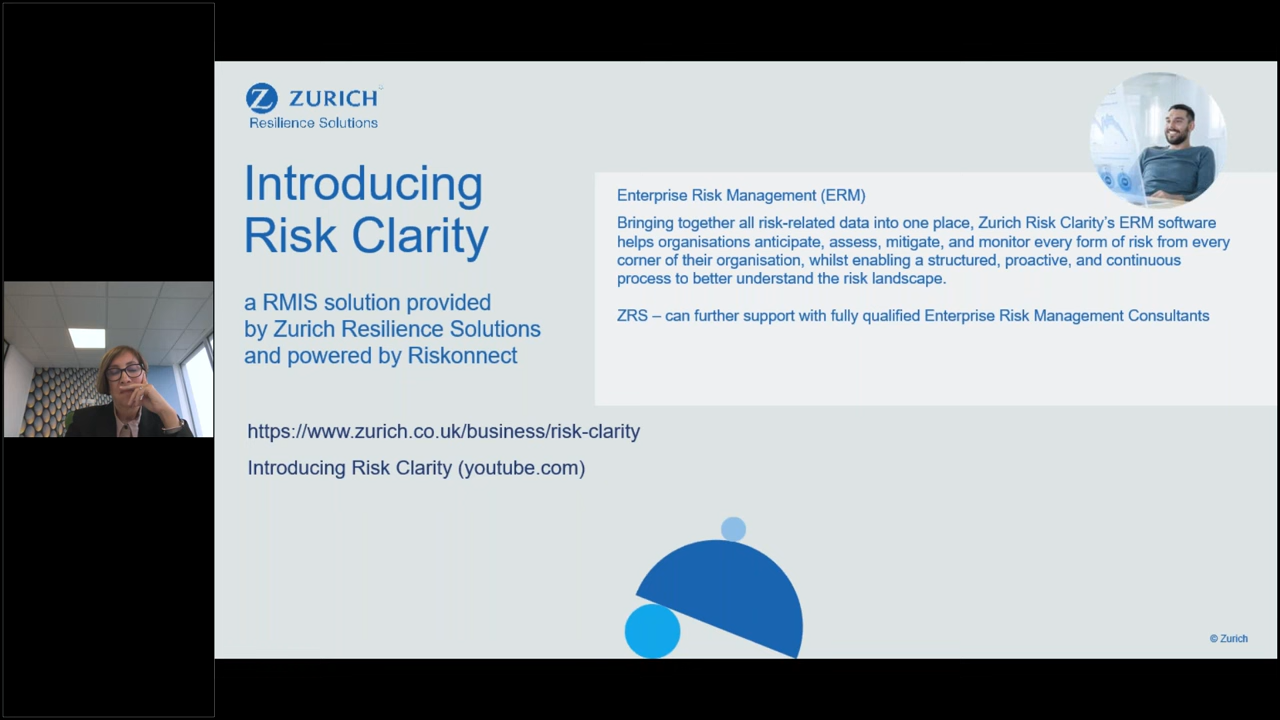 ZURICH
Resilience Solutions
Introducing
Risk Clarity
a RMIS solution provided
by Zurich Resilience Solutions
and powered by Riskonnect
Enterprise Risk Management (ERM)
Bringing together all risk-related data into one place, Zurich Risk Clarity's ERM software
helps organisations anticipate, assess, mitigate, and monitor every form of risk from every
corner of their organisation, whilst enabling a structured, proactive, and continuous
process to better understand the risk landscape.
ZRS – can further support with fully qualified Enterprise Risk Management Consultants
https://www.zurich.co.uk/business/risk-clarity
Introducing Risk Clarity (youtube.com)
© Zurich